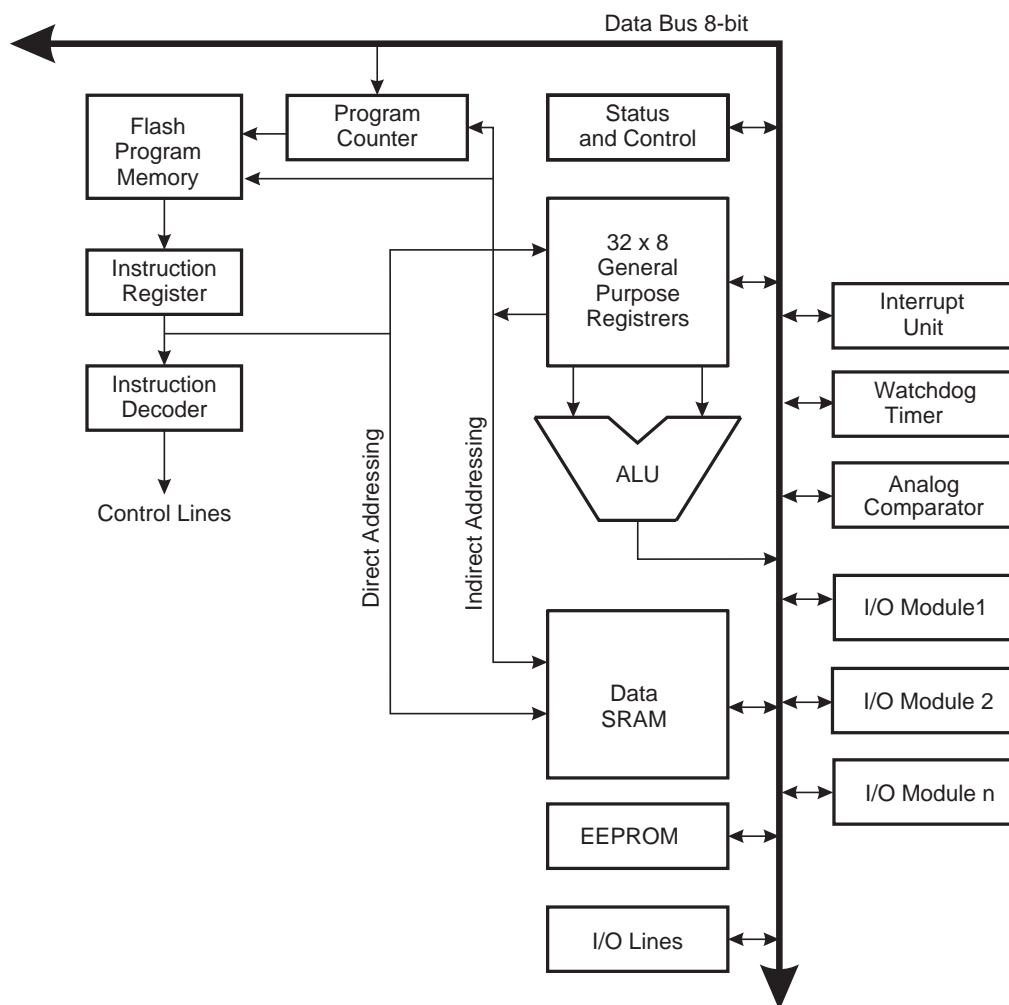 Data Bus 8-bit
Flash
Program
Memory
Program
Counter
Status
and Control
Instruction
Register
32 x 8
General
Purpose
Registrers
Interrupt
Unit
Instruction
Decoder
Watchdog
Timer
Control Lines
Direct Addressing
Indirect Addressing
ALU
Analog
Comparator
I/O Module1
Data
SRAM
I/O Module 2
I/O Module n
EEPROM
I/O Lines